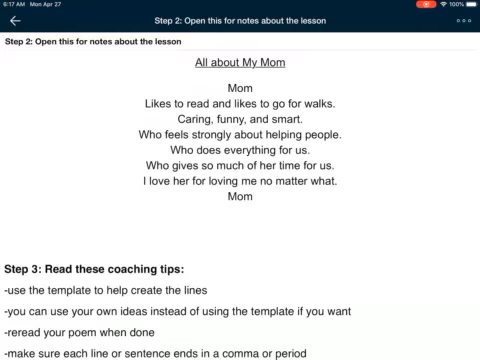 6:17 AM Mon Apr 27
100%
Step 2: Open this for notes about the lesson
Step 2: Open this for notes about the lesson
All about My Mom
Mom
Likes to read and likes to go for walks.
Caring, funny, and smart.
Who feels strongly about helping people.
Who does everything for us.
Who gives so much of her time for us.
I love her for loving me no matter what.
Mom
Step 3: Read these coaching tips:
-use the template to help create the lines
-you can use your own ideas instead of using the template if you want
-reread your poem when done
-make sure each line or sentence ends in a comma or period